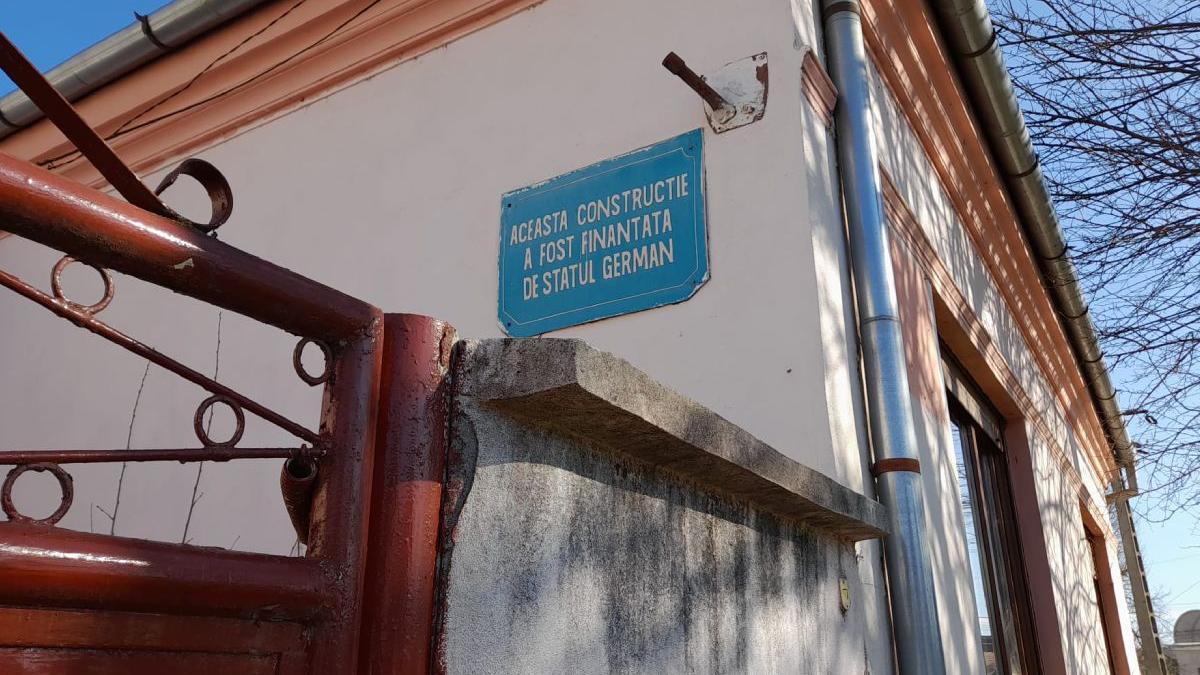 ACEASTA CONSTRUCTIE
A FOST FINANTATA
DE STATUL GERMAN